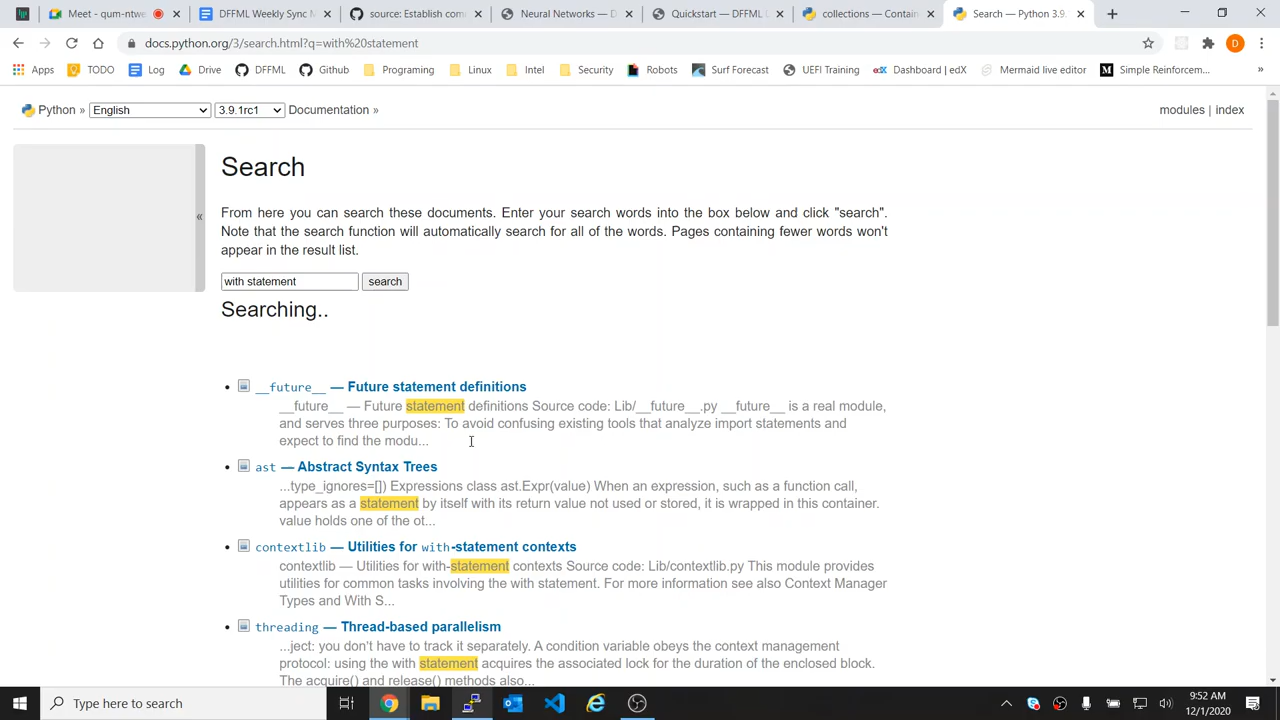 Meet - qum-ntwe
DFFML Weekly Sync M
source: Establish com
Neural Networks — D
Quickstart — DFFML
collections — Contain
Search — Python 3.9.
docs.python.org/3/search.html?q=with%20statement
D
Apps
TODO
Log
Drive
DFFML
Github
Programing
Linux
Intel
Security
Robots
Surf Forecast
UEFI Training
Dashboard | edX
Mermaid live editor
Simple Reinforcem...
»
Python »
English
3.9.1rc1
Documentation »
modules | index
«
Search
From here you can search these documents. Enter your search words into the box below and click "search".
Note that the search function will automatically search for all of the words. Pages containing fewer words won't
appear in the result list.
with statement
search
Searching..
• __future__ — Future statement definitions
__future__ — Future statement definitions Source code: Lib/__future__.py __future__ is a real module,
and serves three purposes: To avoid confusing existing tools that analyze import statements and
expect to find the modu...
• ast — Abstract Syntax Trees
...type_ignores=[]) Expressions class ast.Expr(value) When an expression, such as a function call,
appears as a statement by itself with its return value not used or stored, it is wrapped in this container.
value holds one of the ot...
• contextlib — Utilities for with-statement contexts
contextlib — Utilities for with-statement contexts Source code: Lib/contextlib.py This module provides
utilities for common tasks involving the with statement. For more information see also Context Manager
Types and With S...
• threading — Thread-based parallelism
...ject: you don't have to track it separately. A condition variable obeys the context management
protocol: using the with statement acquires the associated lock for the duration of the enclosed block.
The acquire() and release() methods also...
Type here to search
9:52 AM
12/1/2020